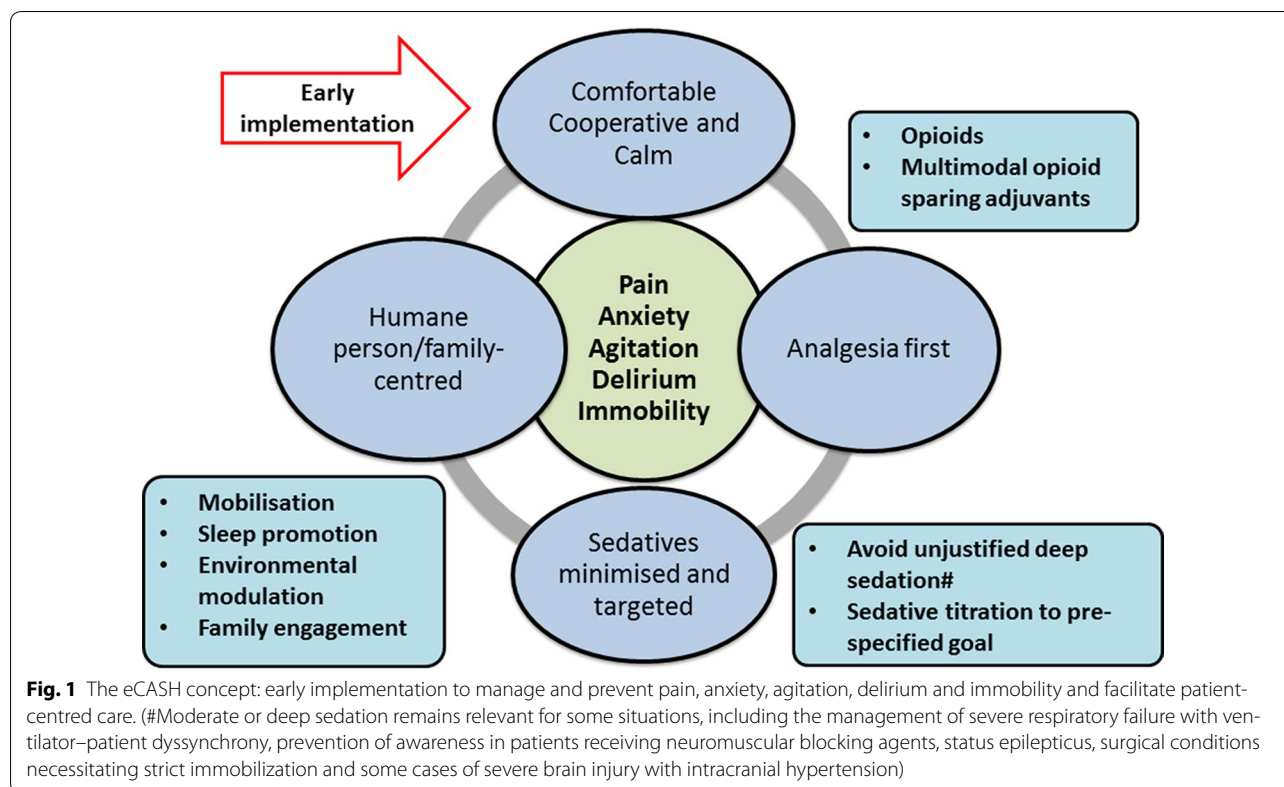 Early
implementation
Comfortable
Cooperative and
Calm
• Opioids
• Multimodal opioid
sparing adjuvants
Humane
person/family-
centred
Pain
Anxiety
Agitation
Delirium
Immobility
Analgesia first
• Mobilisation
• Sleep promotion
• Environmental
modulation
• Family engagement
Sedatives
minimised and
targeted
• Avoid unjustified deep
sedation#
• Sedative titration to pre-
specified goal
Fig. 1 The eCASH concept: early implementation to manage and prevent pain, anxiety, agitation, delirium and immobility and facilitate patient-
centred care. (#Moderate or deep sedation remains relevant for some situations, including the management of severe respiratory failure with ven-
tilator–patient dyssynchrony, prevention of awareness in patients receiving neuromuscular blocking agents, status epilepticus, surgical conditions
necessitating strict immobilization and some cases of severe brain injury with intracranial hypertension)